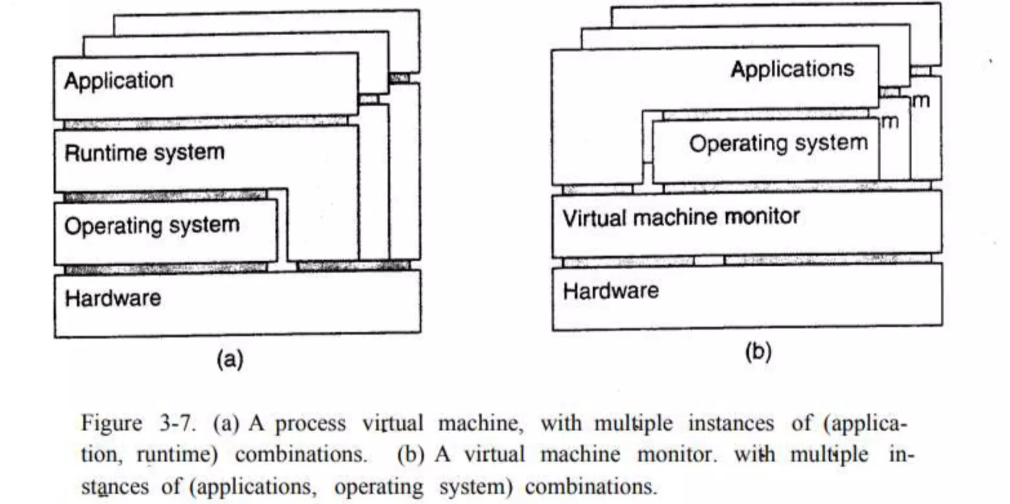 Application
Runtime system
Operating system
Hardware
(a)
Applications
m
m
Operating system
Virtual machine monitor
Hardware
(b)
Figure 3-7. (a) A process virtual machine, with multiple instances of (applica-
tion, runtime) combinations. (b) A virtual machine monitor. with multiple in-
stances of (applications, operating system) combinations.